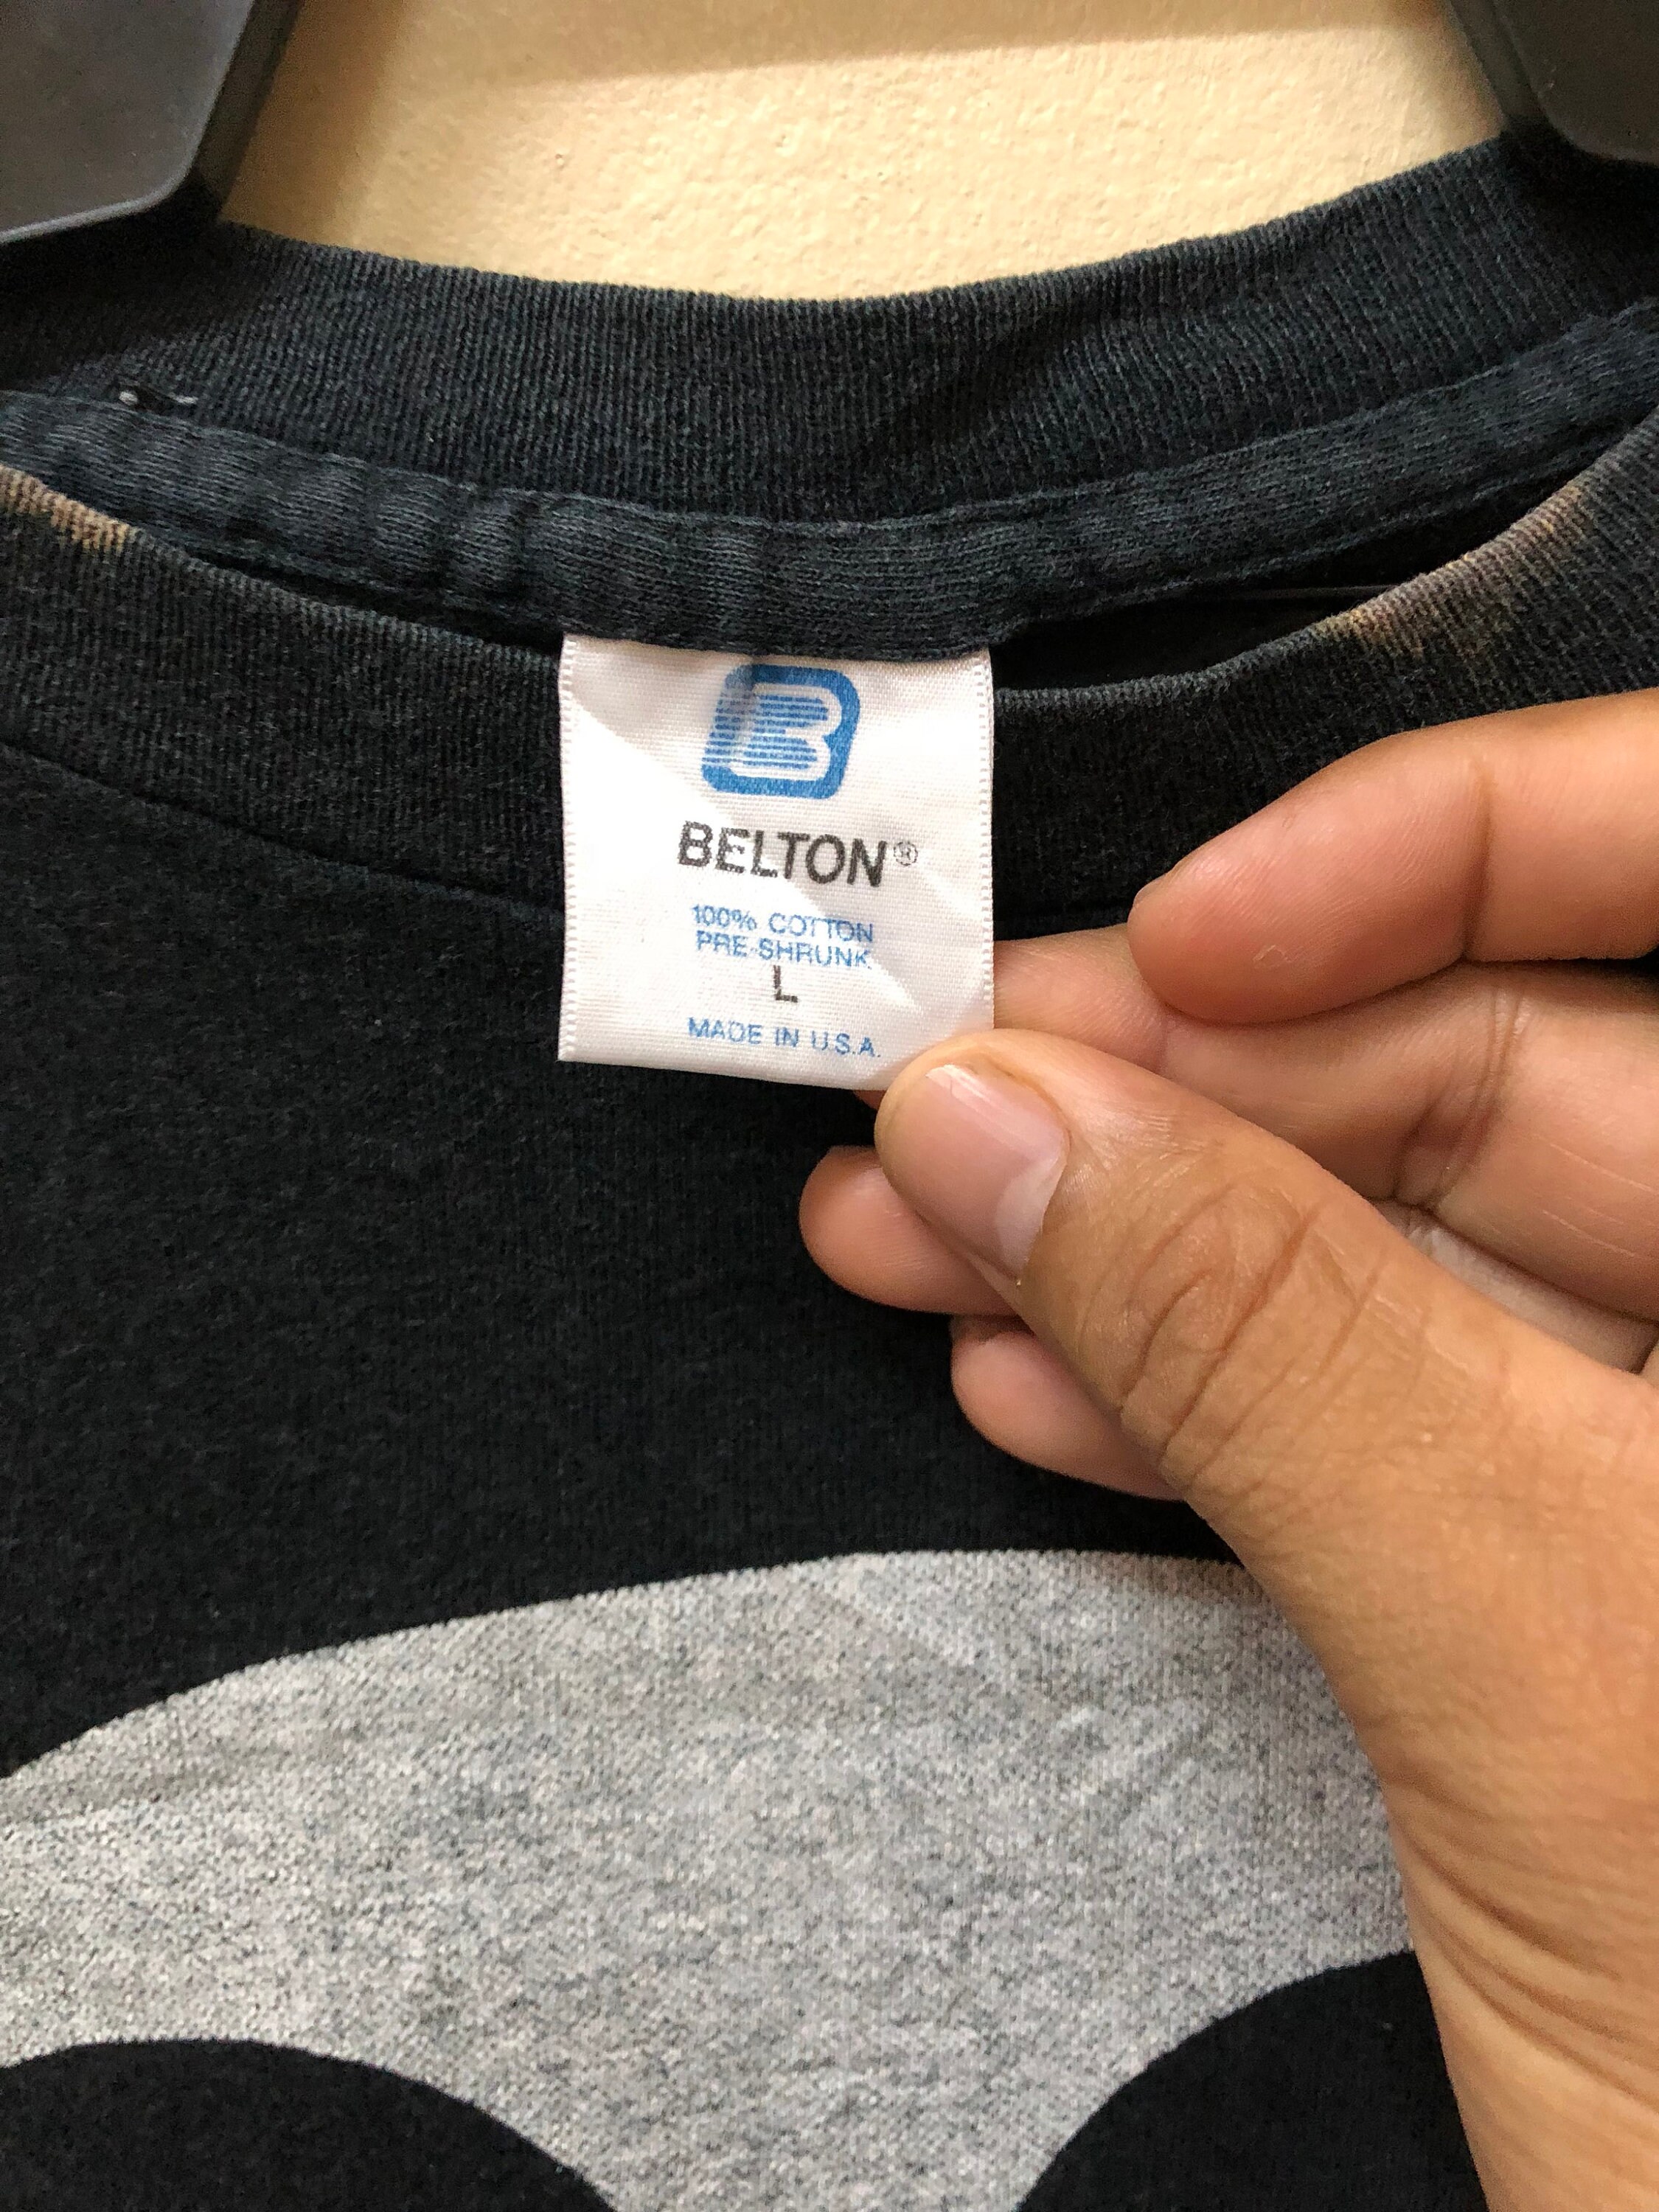 B
BELTON®
100% COTTON
PRE-SHRUNK
L
MADE IN U.S.A.